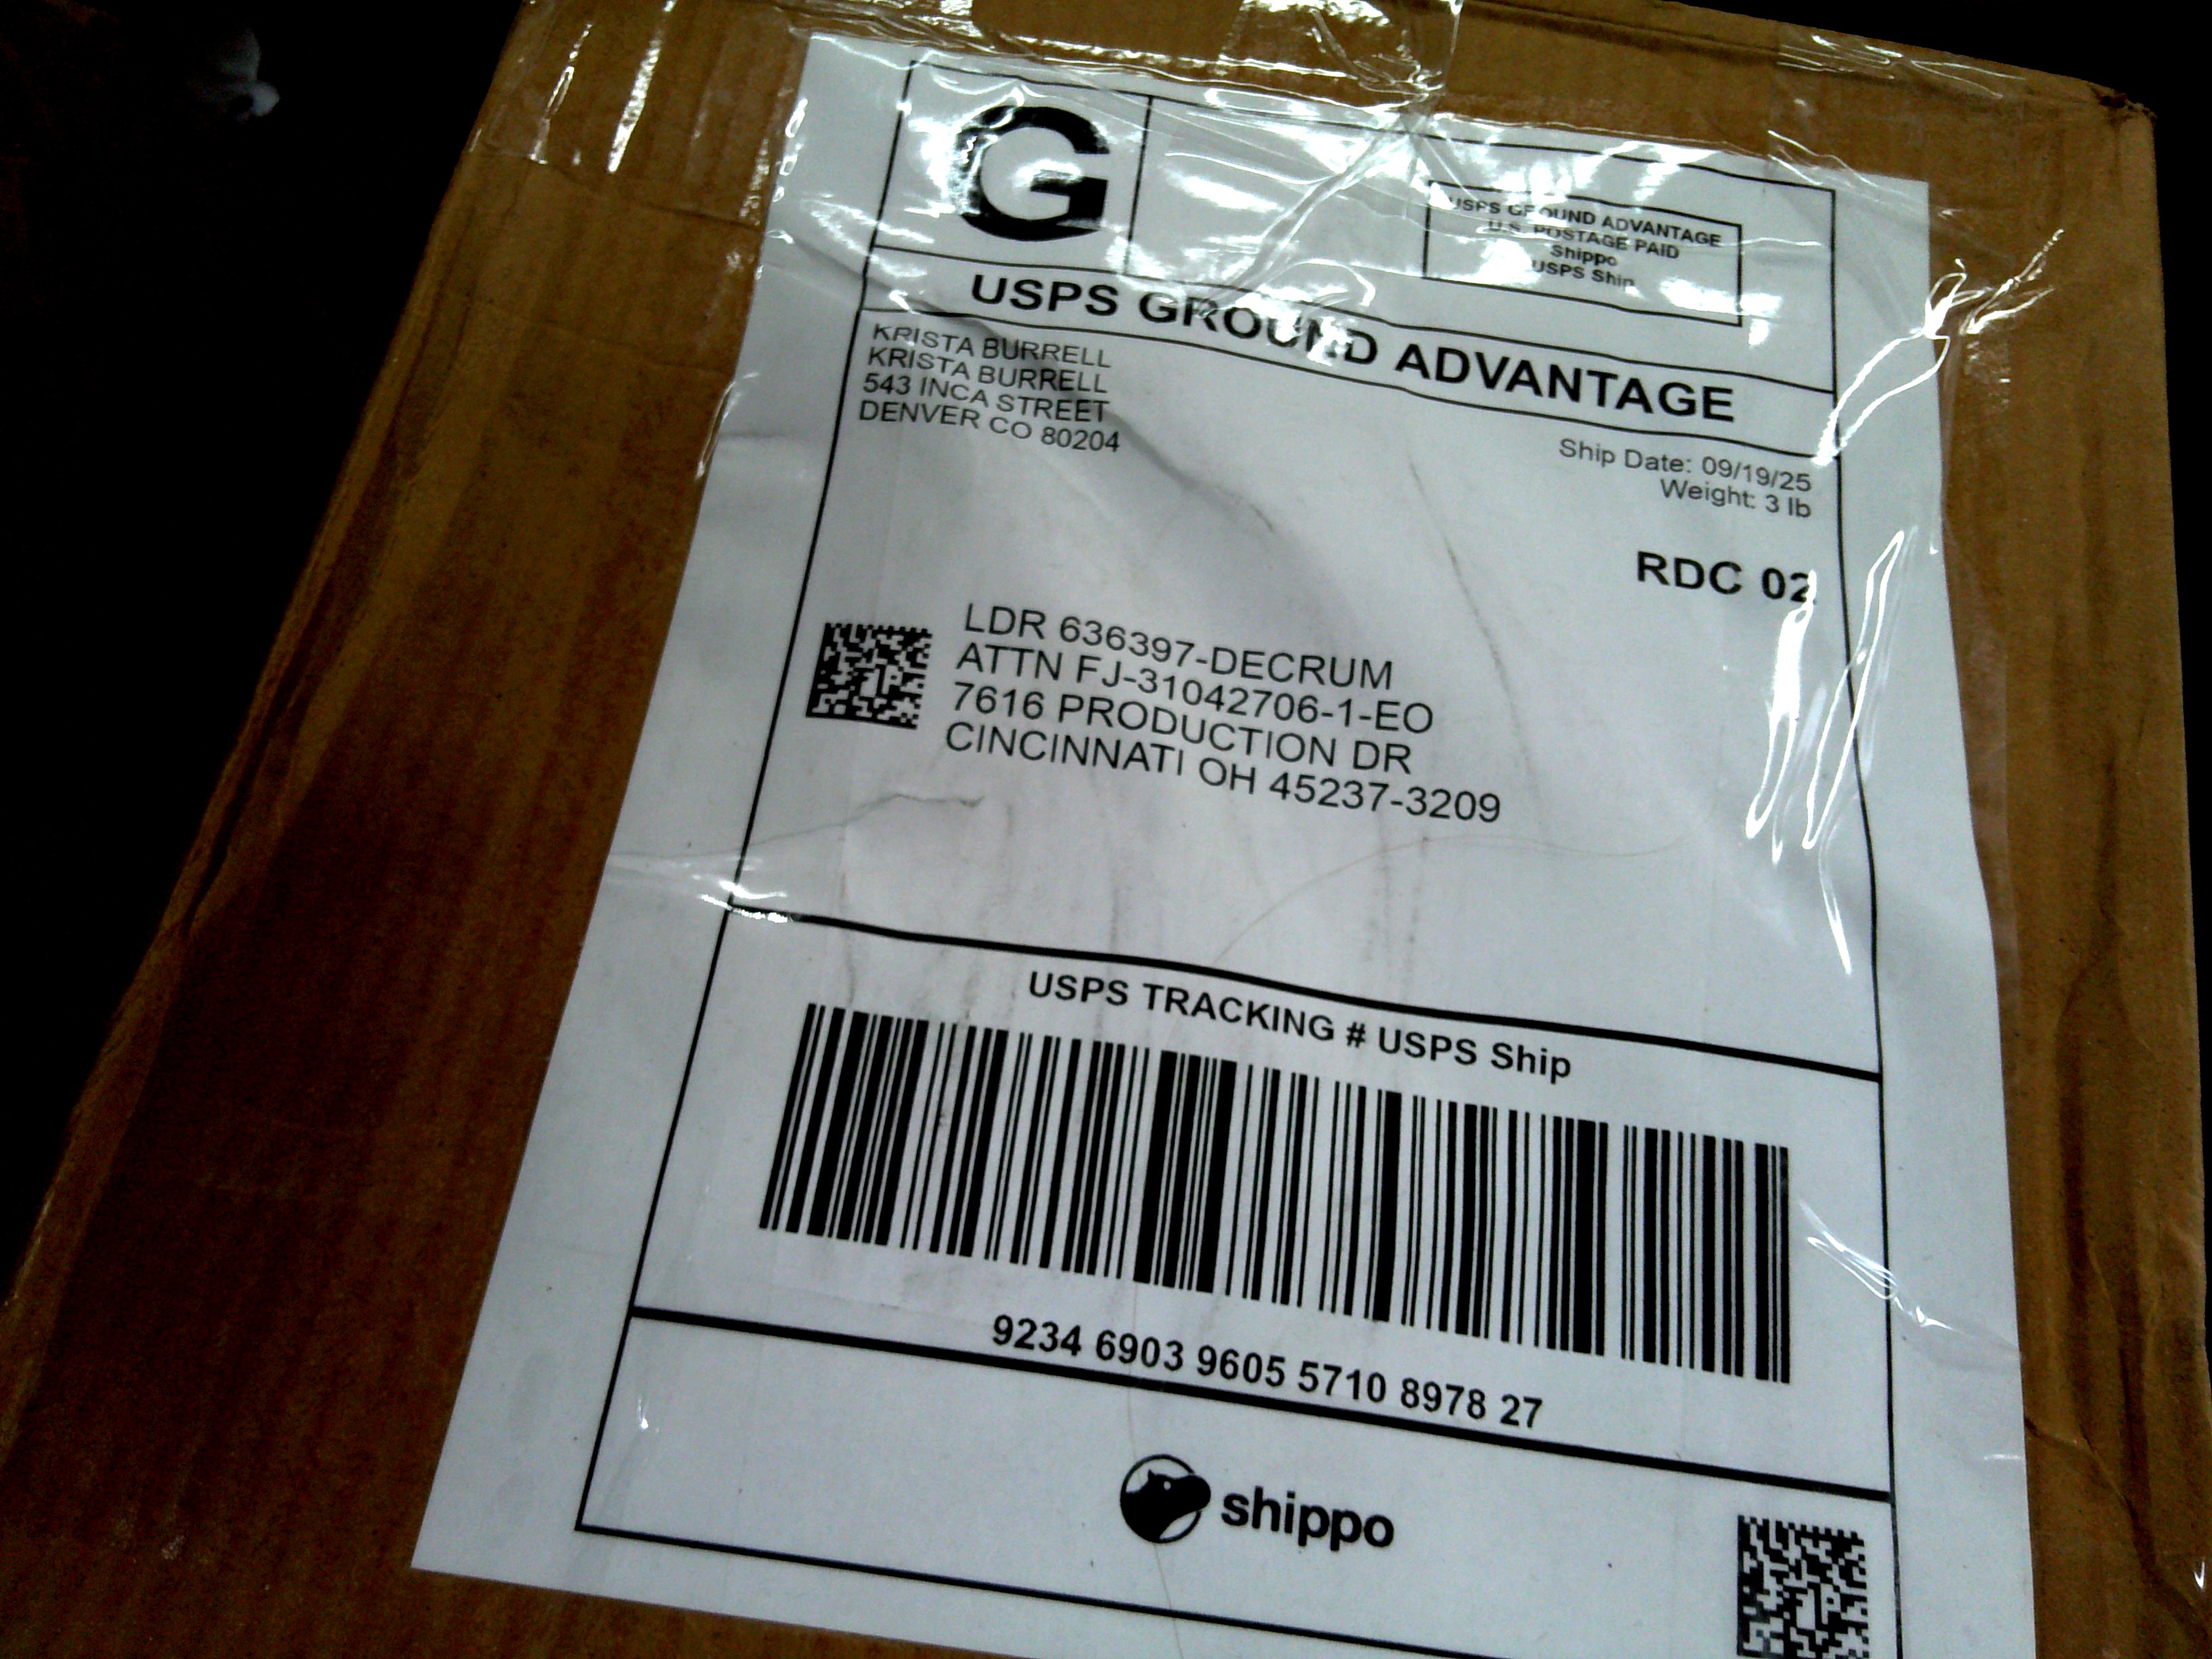 G
USPS GROUND ADVANTAGE
U.S. POSTAGE PAID
Shippo
USPS Ship
USPS GROUND ADVANTAGE
KRISTA BURRELL
KRISTA BURRELL
543 INCA STREET
DENVER CO 80204
Ship Date: 09/19/25
Weight: 3 lb
RDC 02
LDR 636397-DECRUM
ATTN FJ-31042706-1-EO
7616 PRODUCTION DR
CINCINNATI OH 45237-3209
USPS TRACKING # USPS Ship
9234 6903 9605 5710 8978 27
shippo